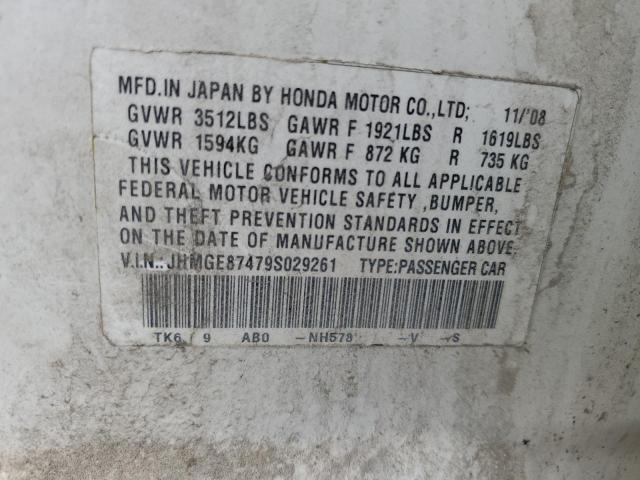 MFD.IN JAPAN BY HONDA MOTOR CO.,LTD; 11/'08
GVWR 3512LBS GAWR F 1921LBS R 1619LBS
GVWR 1594KG GAWR F 872 KG R 735 KG
THIS VEHICLE CONFORMS TO ALL APPLICABLE
FEDERAL MOTOR VEHICLE SAFETY ,BUMPER,
AND THEFT PREVENTION STANDARDS IN EFFECT
ON THE DATE OF MANUFACTURE SHOWN ABOVE.
V.I.N.: JHMGE87479S029261 TYPE:PASSENGER CAR
TK6 9 AB0 -NH578 -V -S